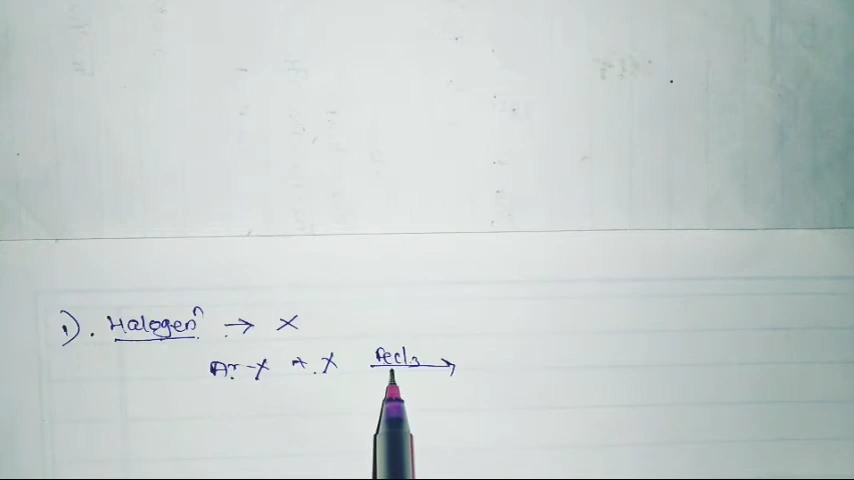 1). Halogenⁿ → X
Ar-X + X FeCl3 →